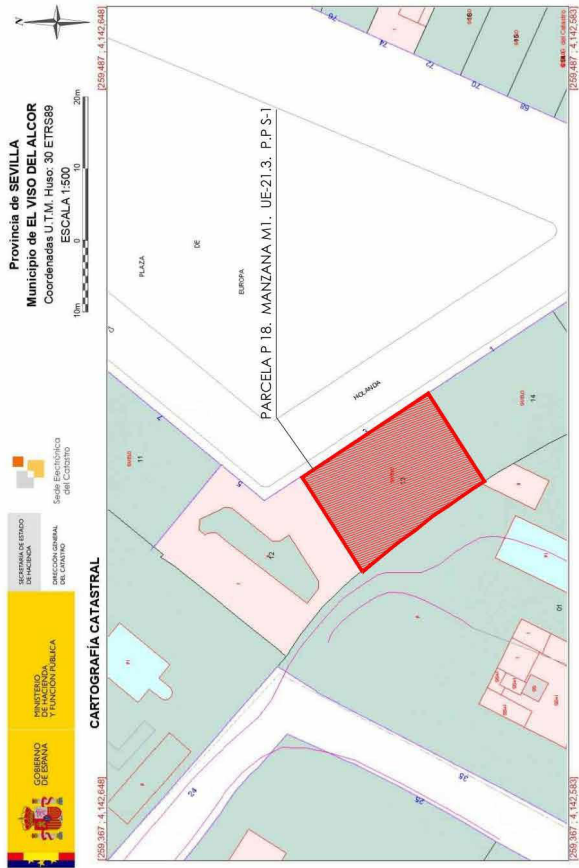 GOBIERNO
DE ESPAÑA
MINISTERIO
DE HACIENDA
Y FUNCIÓN PÚBLICA
SECRETARÍA DE ESTADO
DE HACIENDA
DIRECCIÓN GENERAL
DEL CATASTRO
Sede Electrónica
del Catastro
Provincia de SEVILLA
Municipio de EL VISO DEL ALCOR
Coordenadas U.T.M. Huso: 30 ETRS89
ESCALA 1:500
10m 0 10 20m
N
CARTOGRAFÍA CATASTRAL
[259,367 ; 4,142,648]
[259,487 ; 4,142,648]
PLAZA
DE
EUROPA
PARCELA P 18. MANZANA M1. UE-21.3. P.P S-1
HOLANDA
24
25
26
5
7
11
12
13
14
10
1
76
74
72
70
68
[259,367 ; 4,142,583]
[259,487 ; 4,142,583]